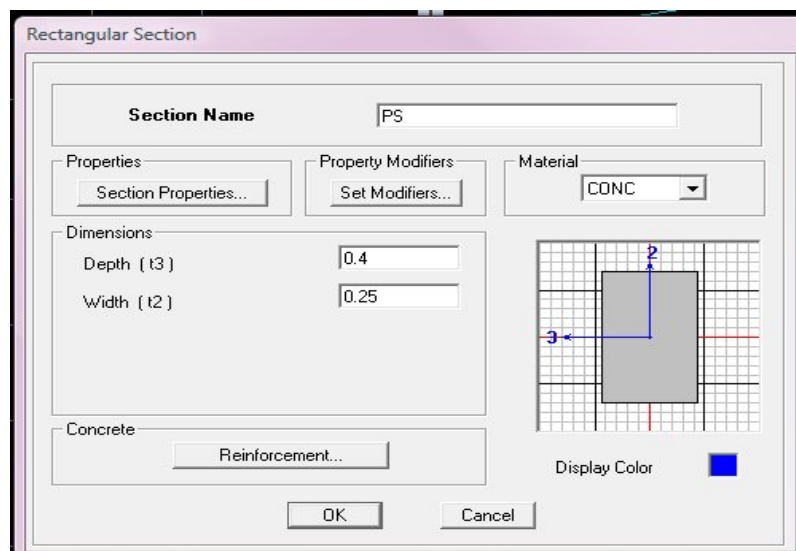 Rectangular Section
Section Name PS
Properties Property Modifiers Material
Section Properties... Set Modifiers... CONC
Dimensions
Depth ( t3 ) 0.4
Width ( t2 ) 0.25
2
3
Concrete
Reinforcement...
Display Color
OK Cancel